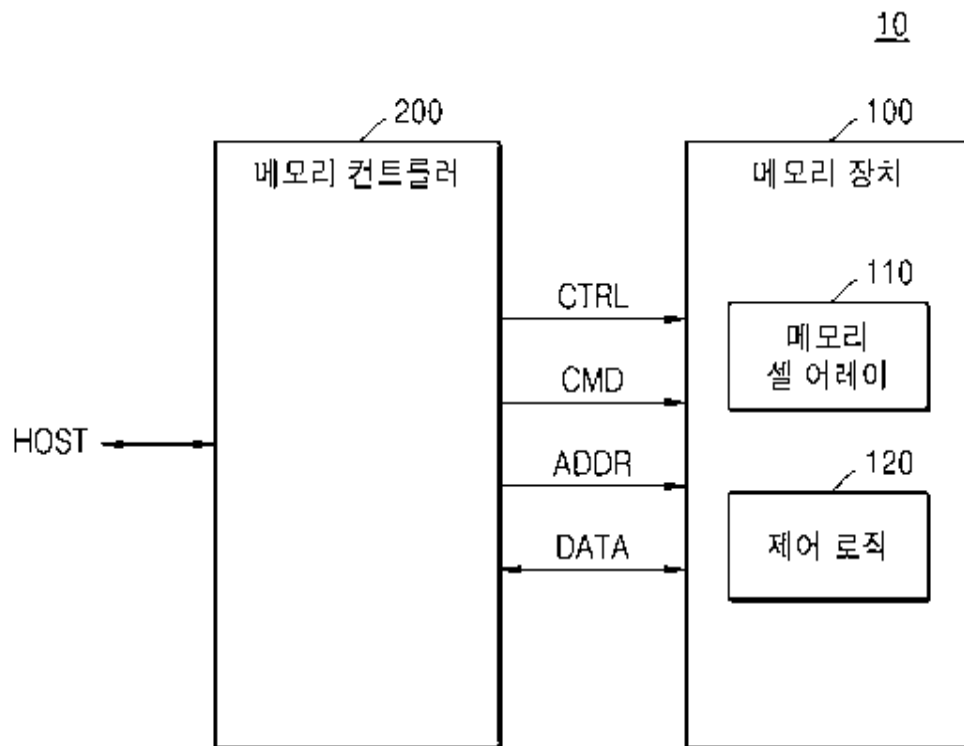 10
200
100
메모리 컨트롤러
메모리 장치
110
CTRL
메모리
셀 어레이
CMD
HOST
ADDR
120
DATA
제어 로직